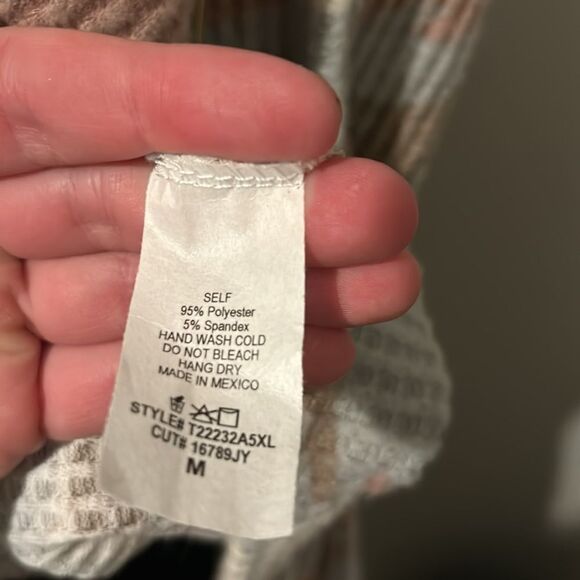 SELF
95% Polyester
5% Spandex
HAND WASH COLD
DO NOT BLEACH
HANG DRY
MADE IN MEXICO
STYLE# T22232A5XL
CUT# 16789JY
M